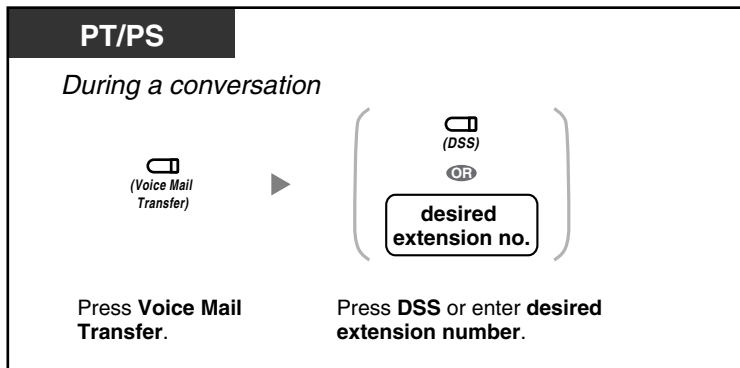 PT/PS
During a conversation
(Voice Mail
Transfer)
(DSS)
OR
desired
extension no.
Press Voice Mail
Transfer.
Press DSS or enter desired
extension number.